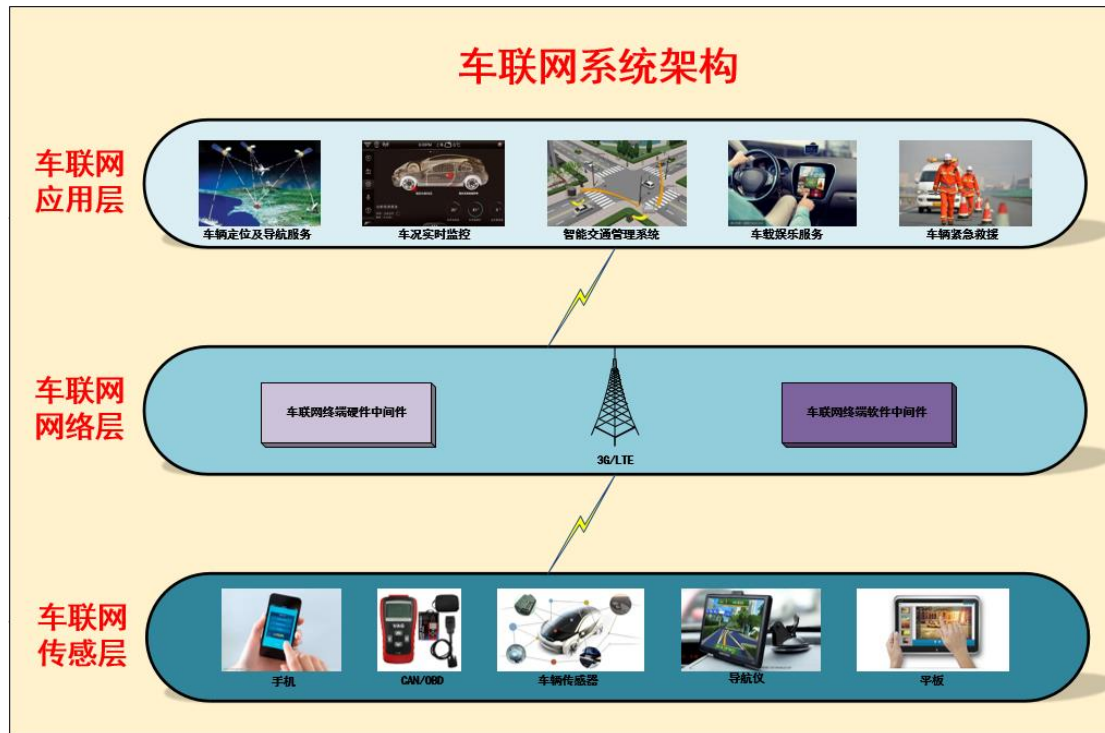 车联网系统架构
车联网
应用层
车辆定位及导航服务
车况实时监控
智能交通管理系统
车载娱乐服务
车辆紧急救援
车联网
网络层
车联网终端硬件中间件
3G/LTE
车联网终端软件中间件
车联网
传感层
手机
CAN/OBD
车辆传感器
导航仪
平板